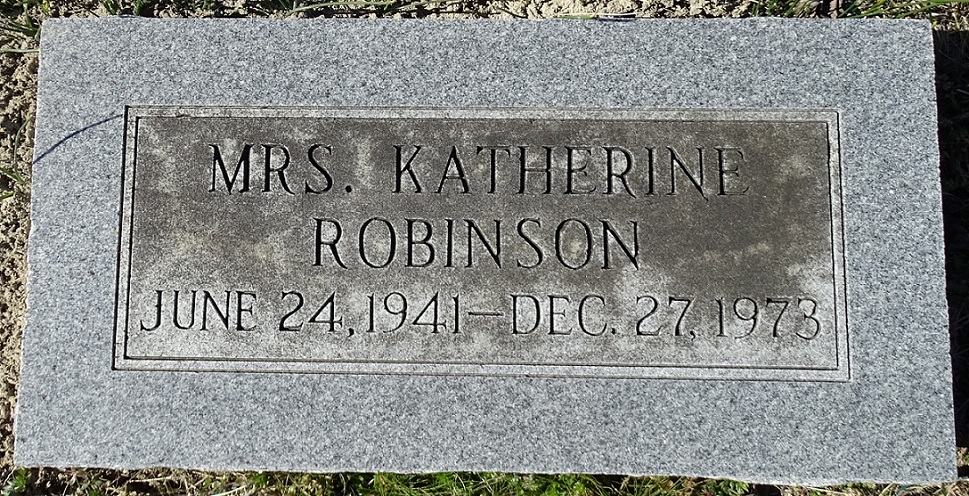 MRS. KATHERINE
ROBINSON
JUNE 24, 1941—DEC. 27, 1973